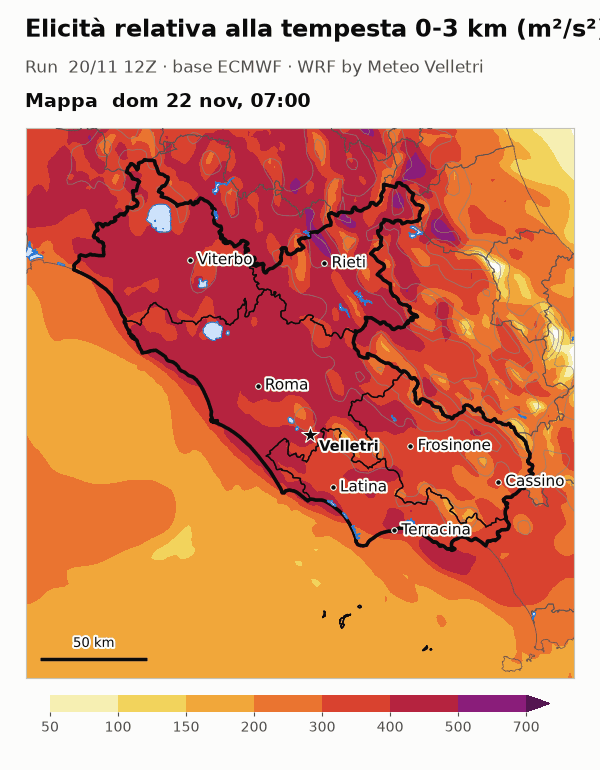 Elicità relativa alla tempesta 0-3 km (m²/s²)
Run 20/11 12Z · base ECMWF · WRF by Meteo Velletri
Mappa dom 22 nov, 07:00
Viterbo
Rieti
Roma
Velletri
Frosinone
Cassino
Latina
Terracina
50 km
50 100 150 200 300 400 500 700